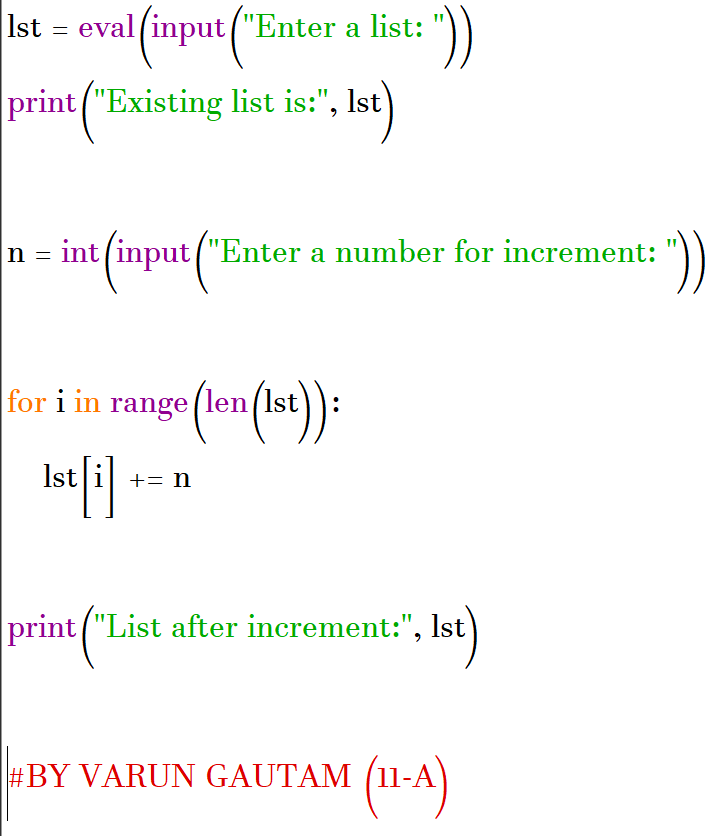 lst = eval(input("Enter a list: "))
print("Existing list is:", lst)
n = int(input("Enter a number for increment: "))
for i in range(len(lst)):
    lst[i] += n
print("List after increment:", lst)
#BY VARUN GAUTAM (11-A)